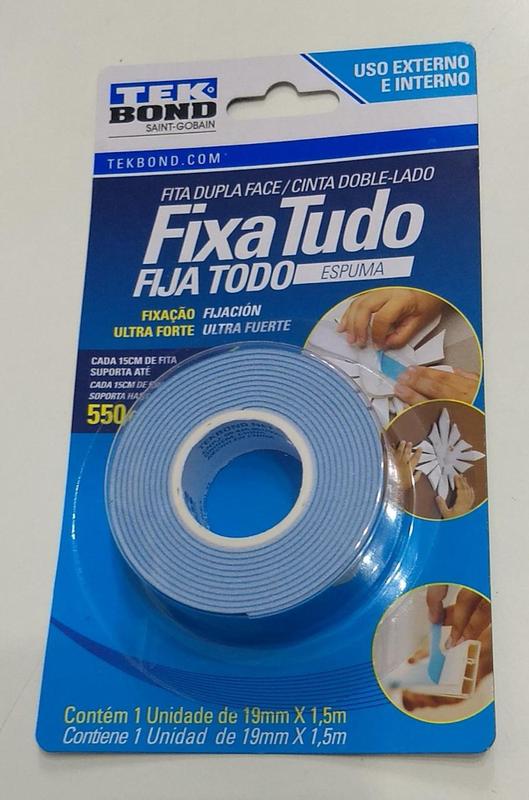 TEK
BOND
SAINT-GOBAIN
USO EXTERNO
E INTERNO
TEKBOND.COM
FITA DUPLA FACE/CINTA DOBLE-LADO
FixaTudo
FIJA TODO
ESPUMA
FIXAÇÃO
ULTRA FORTE
FIJACIÓN
ULTRA FUERTE
CADA 15CM DE FITA
SUPORTA ATÉ
CADA 15CM DE
SOPORTA
550
Contém 1 Unidade de 19mm X 1,5m
Contiene 1 Unidad de 19mm X 1,5m